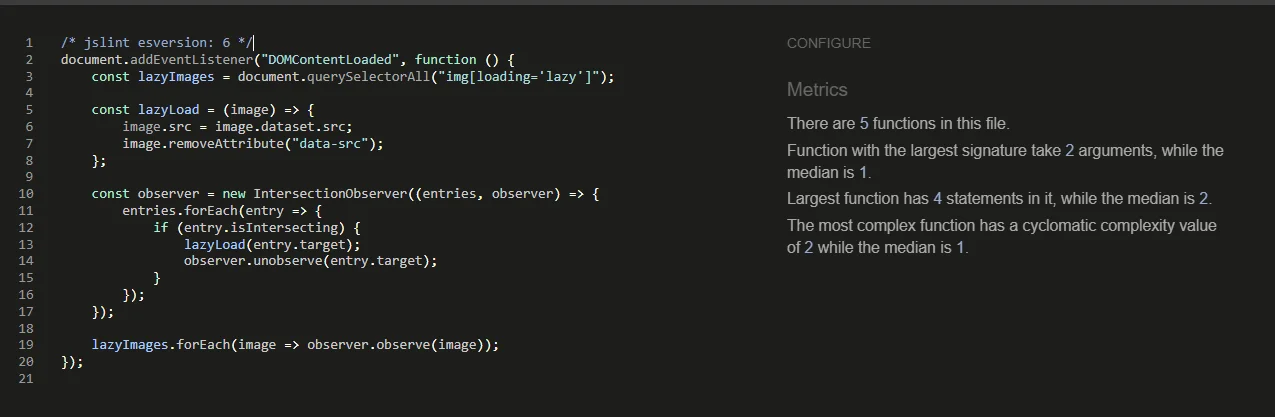 1 /* jslint esversion: 6 */
2 document.addEventListener("DOMContentLoaded", function () {
3     const lazyImages = document.querySelectorAll("img[loading='lazy']");
4
5     const lazyLoad = (image) => {
6         image.src = image.dataset.src;
7         image.removeAttribute("data-src");
8     };
9
10     const observer = new IntersectionObserver((entries, observer) => {
11         entries.forEach(entry => {
12             if (entry.isIntersecting) {
13                 lazyLoad(entry.target);
14                 observer.unobserve(entry.target);
15             }
16         });
17     });
18
19     lazyImages.forEach(image => observer.observe(image));
20 });
21
CONFIGURE
Metrics
There are 5 functions in this file.
Function with the largest signature take 2 arguments, while the
median is 1.
Largest function has 4 statements in it, while the median is 2.
The most complex function has a cyclomatic complexity value
of 2 while the median is 1.